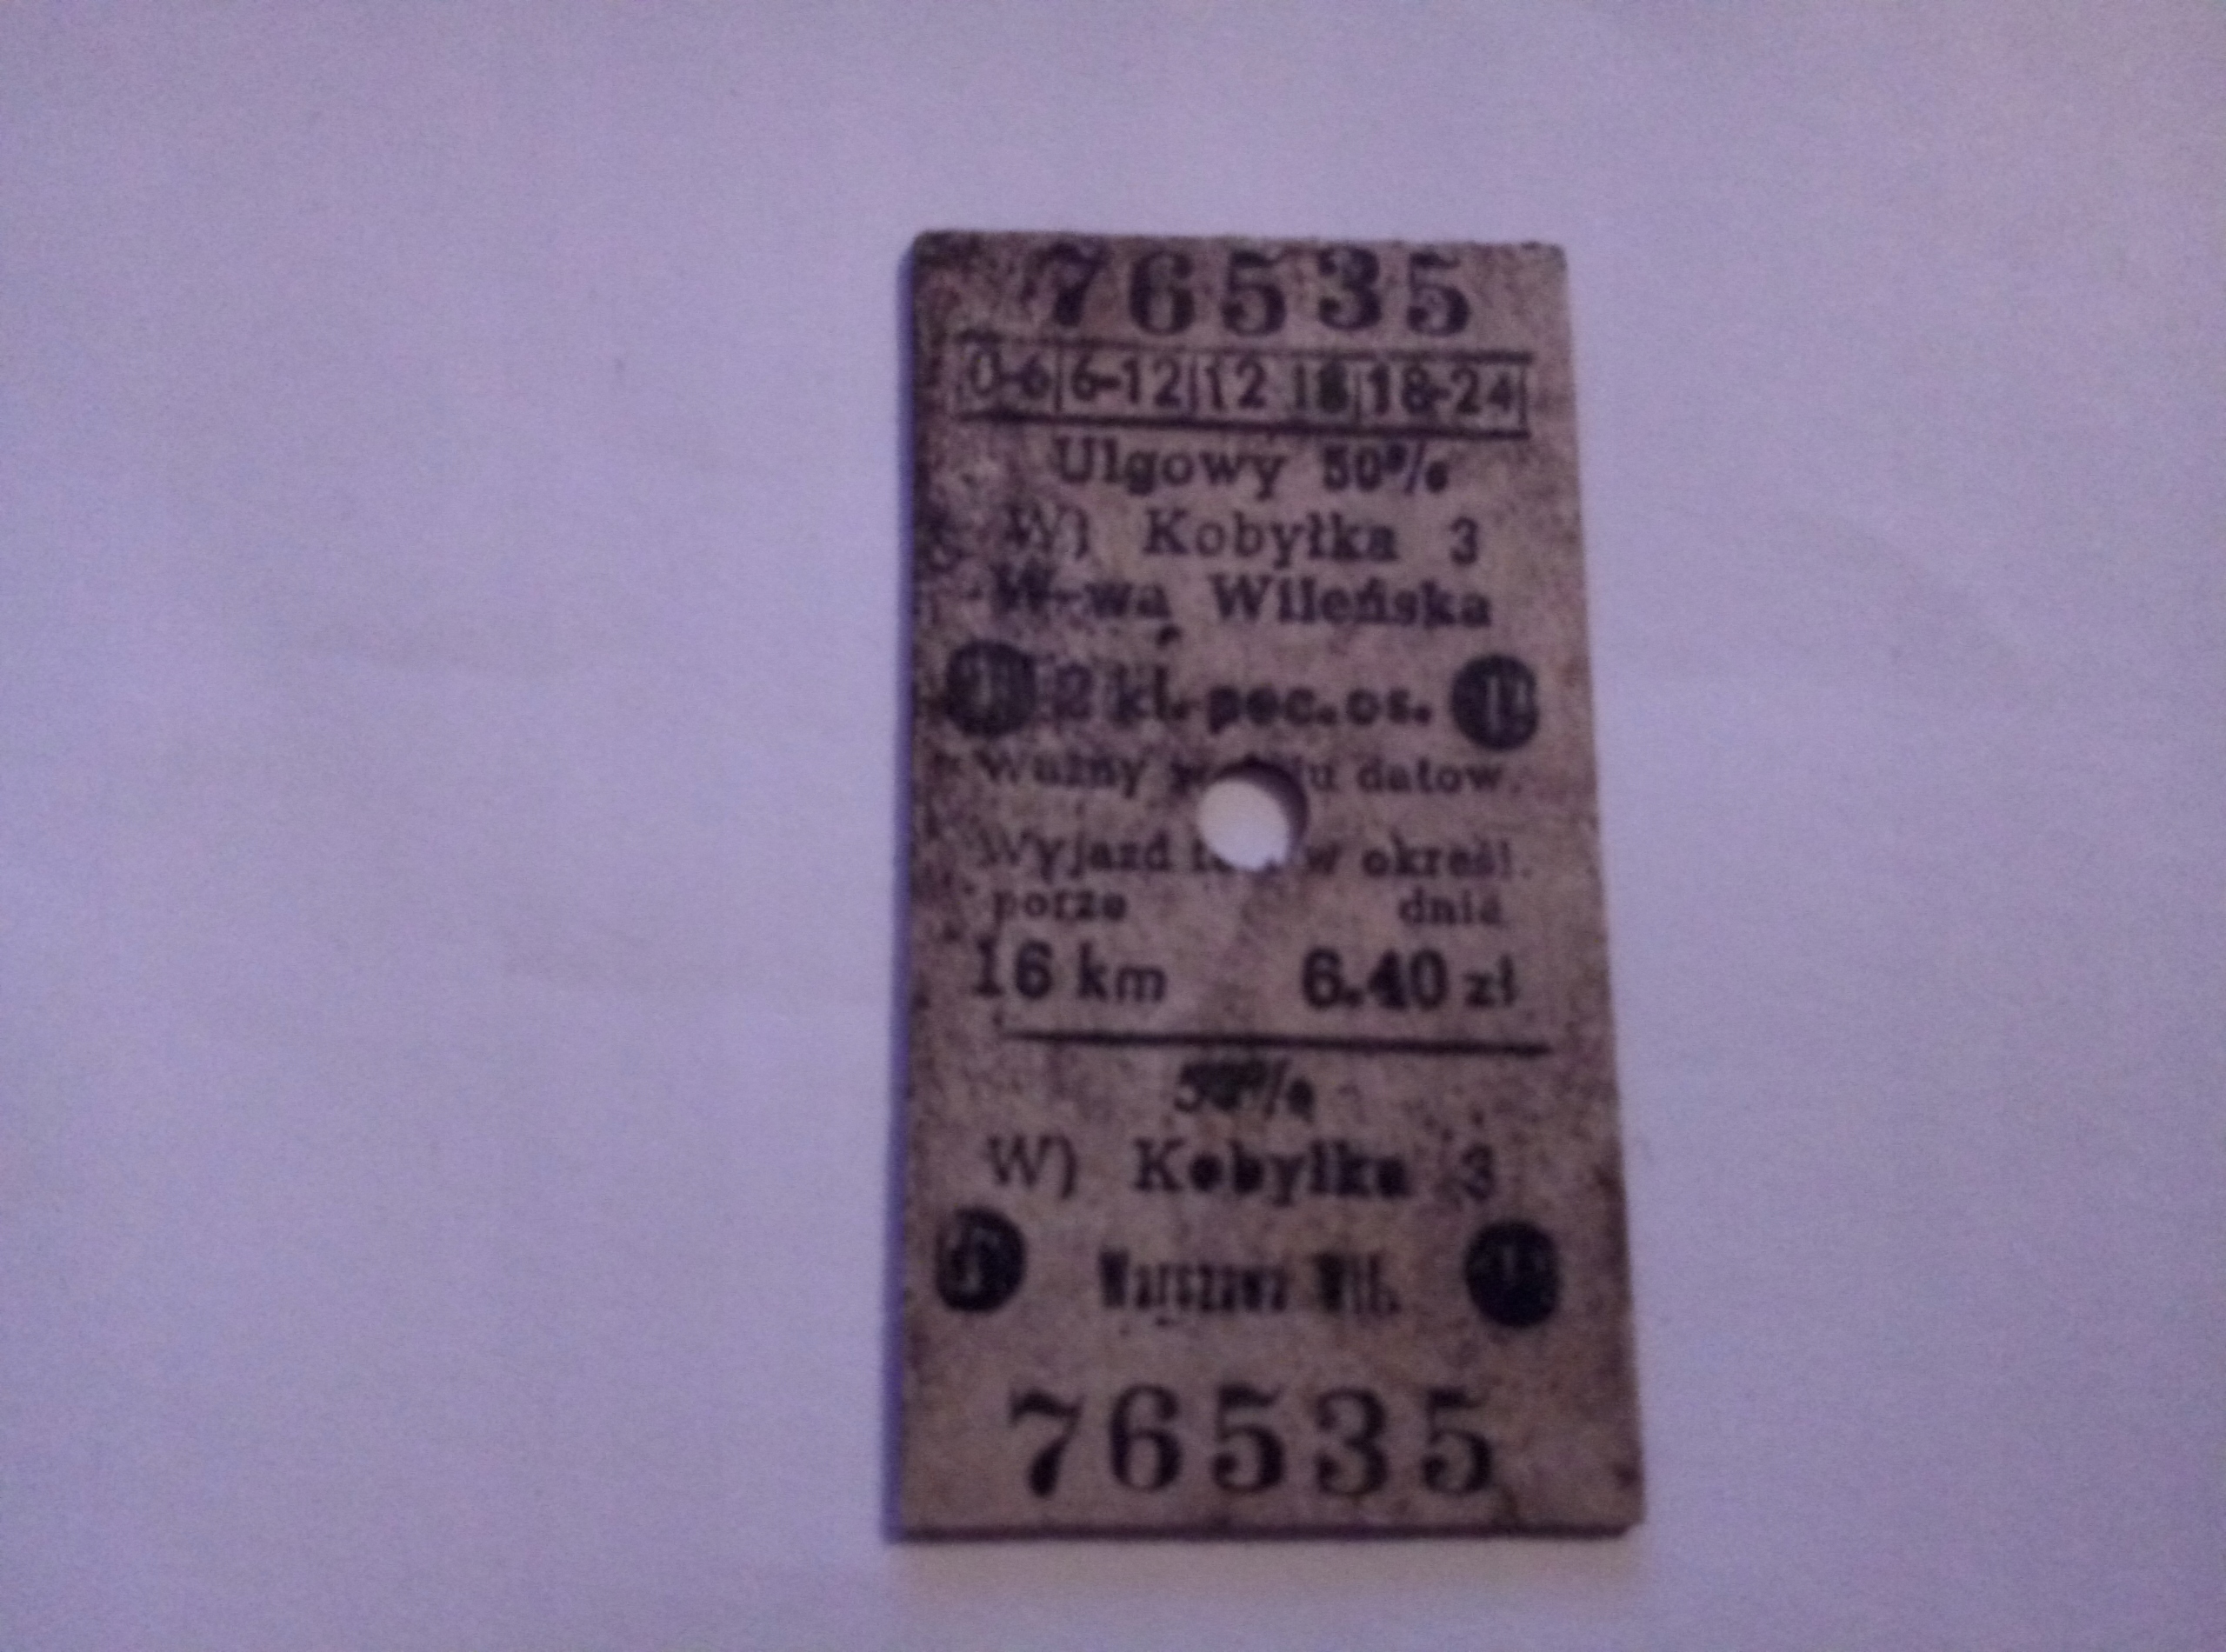 76535
0-6 6-12 12 18 18-24
Ulgowy 50%
W) Kobyłka 3
W-wa Wileńska
2 kl. poc. os.
Ważny datow.
Wyjazd w określ.
porze dnia
16 km 6.40 zł
50%
W) Kobyłka 3
Warszawa Wil.
76535